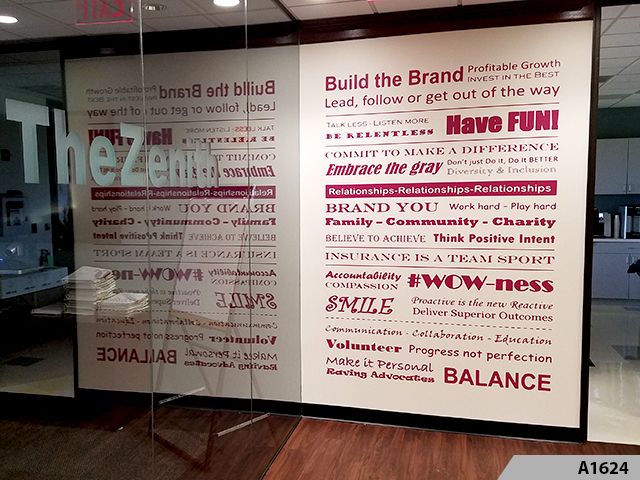 EXIT
TheZenith
Build the Brand Profitable Growth
INVEST IN THE BEST
Lead, follow or get out of the way
TALK LESS - LISTEN MORE
BE RELENTLESS Have FUN!
COMMIT TO MAKE A DIFFERENCE
Embrace the gray Don't just Do it, Do it BETTER
Diversity & Inclusion
Relationships-Relationships-Relationships
BRAND YOU Work hard - Play hard
Family - Community - Charity
BELIEVE TO ACHIEVE Think Positive Intent
INSURANCE IS A TEAM SPORT
Accountability
COMPASSION #WOW-ness
SMILE Proactive is the new Reactive
Deliver Superior Outcomes
Communication - Collaboration - Education
Volunteer Progress not perfection
Make it Personal
Raving Advocates BALANCE
A1624